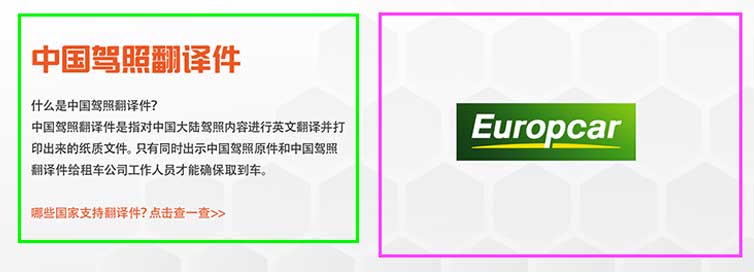 中国驾照翻译件
什么是中国驾照翻译件？
中国驾照翻译件是指对中国大陆驾照内容进行英文翻译并打
印出来的纸质文件。只有同时出示中国驾照原件和中国驾照
翻译件给租车公司工作人员才能确保取到车。
哪些国家支持翻译件？点击查一查>>
Europcar